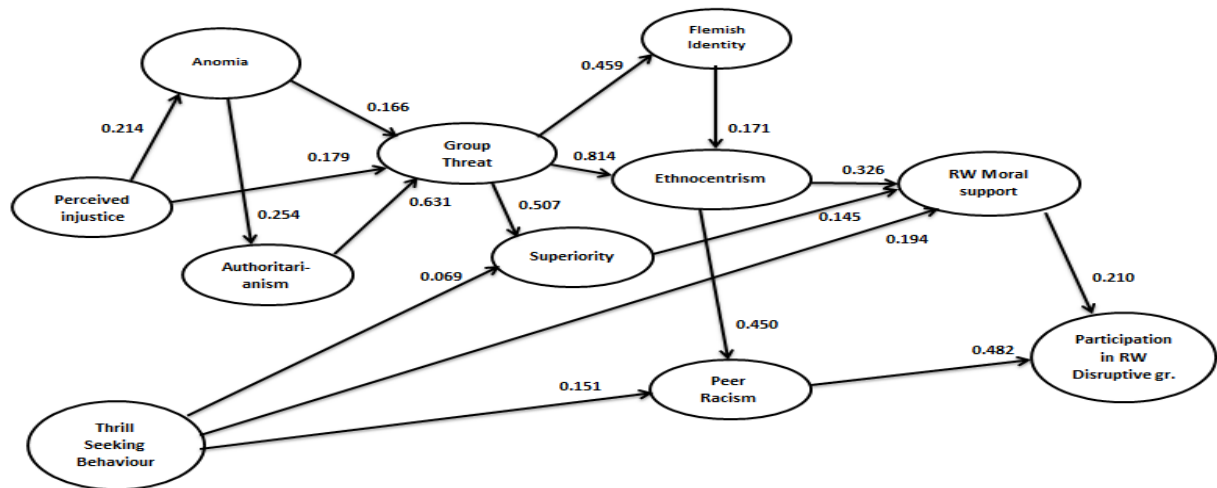 Flemish
Identity
Anomia
0.459
0.166
0.214
0.171
Group
Threat
0.814
0.179
Ethnocentrism
0.326
RW Moral
support
Perceived
injustice
0.631
0.507
0.254
0.145
0.194
Authoritari-
anism
0.069
Superiority
0.210
0.450
Participation
in RW
Disruptive gr.
0.482
0.151
Peer
Racism
Thrill
Seeking
Behaviour